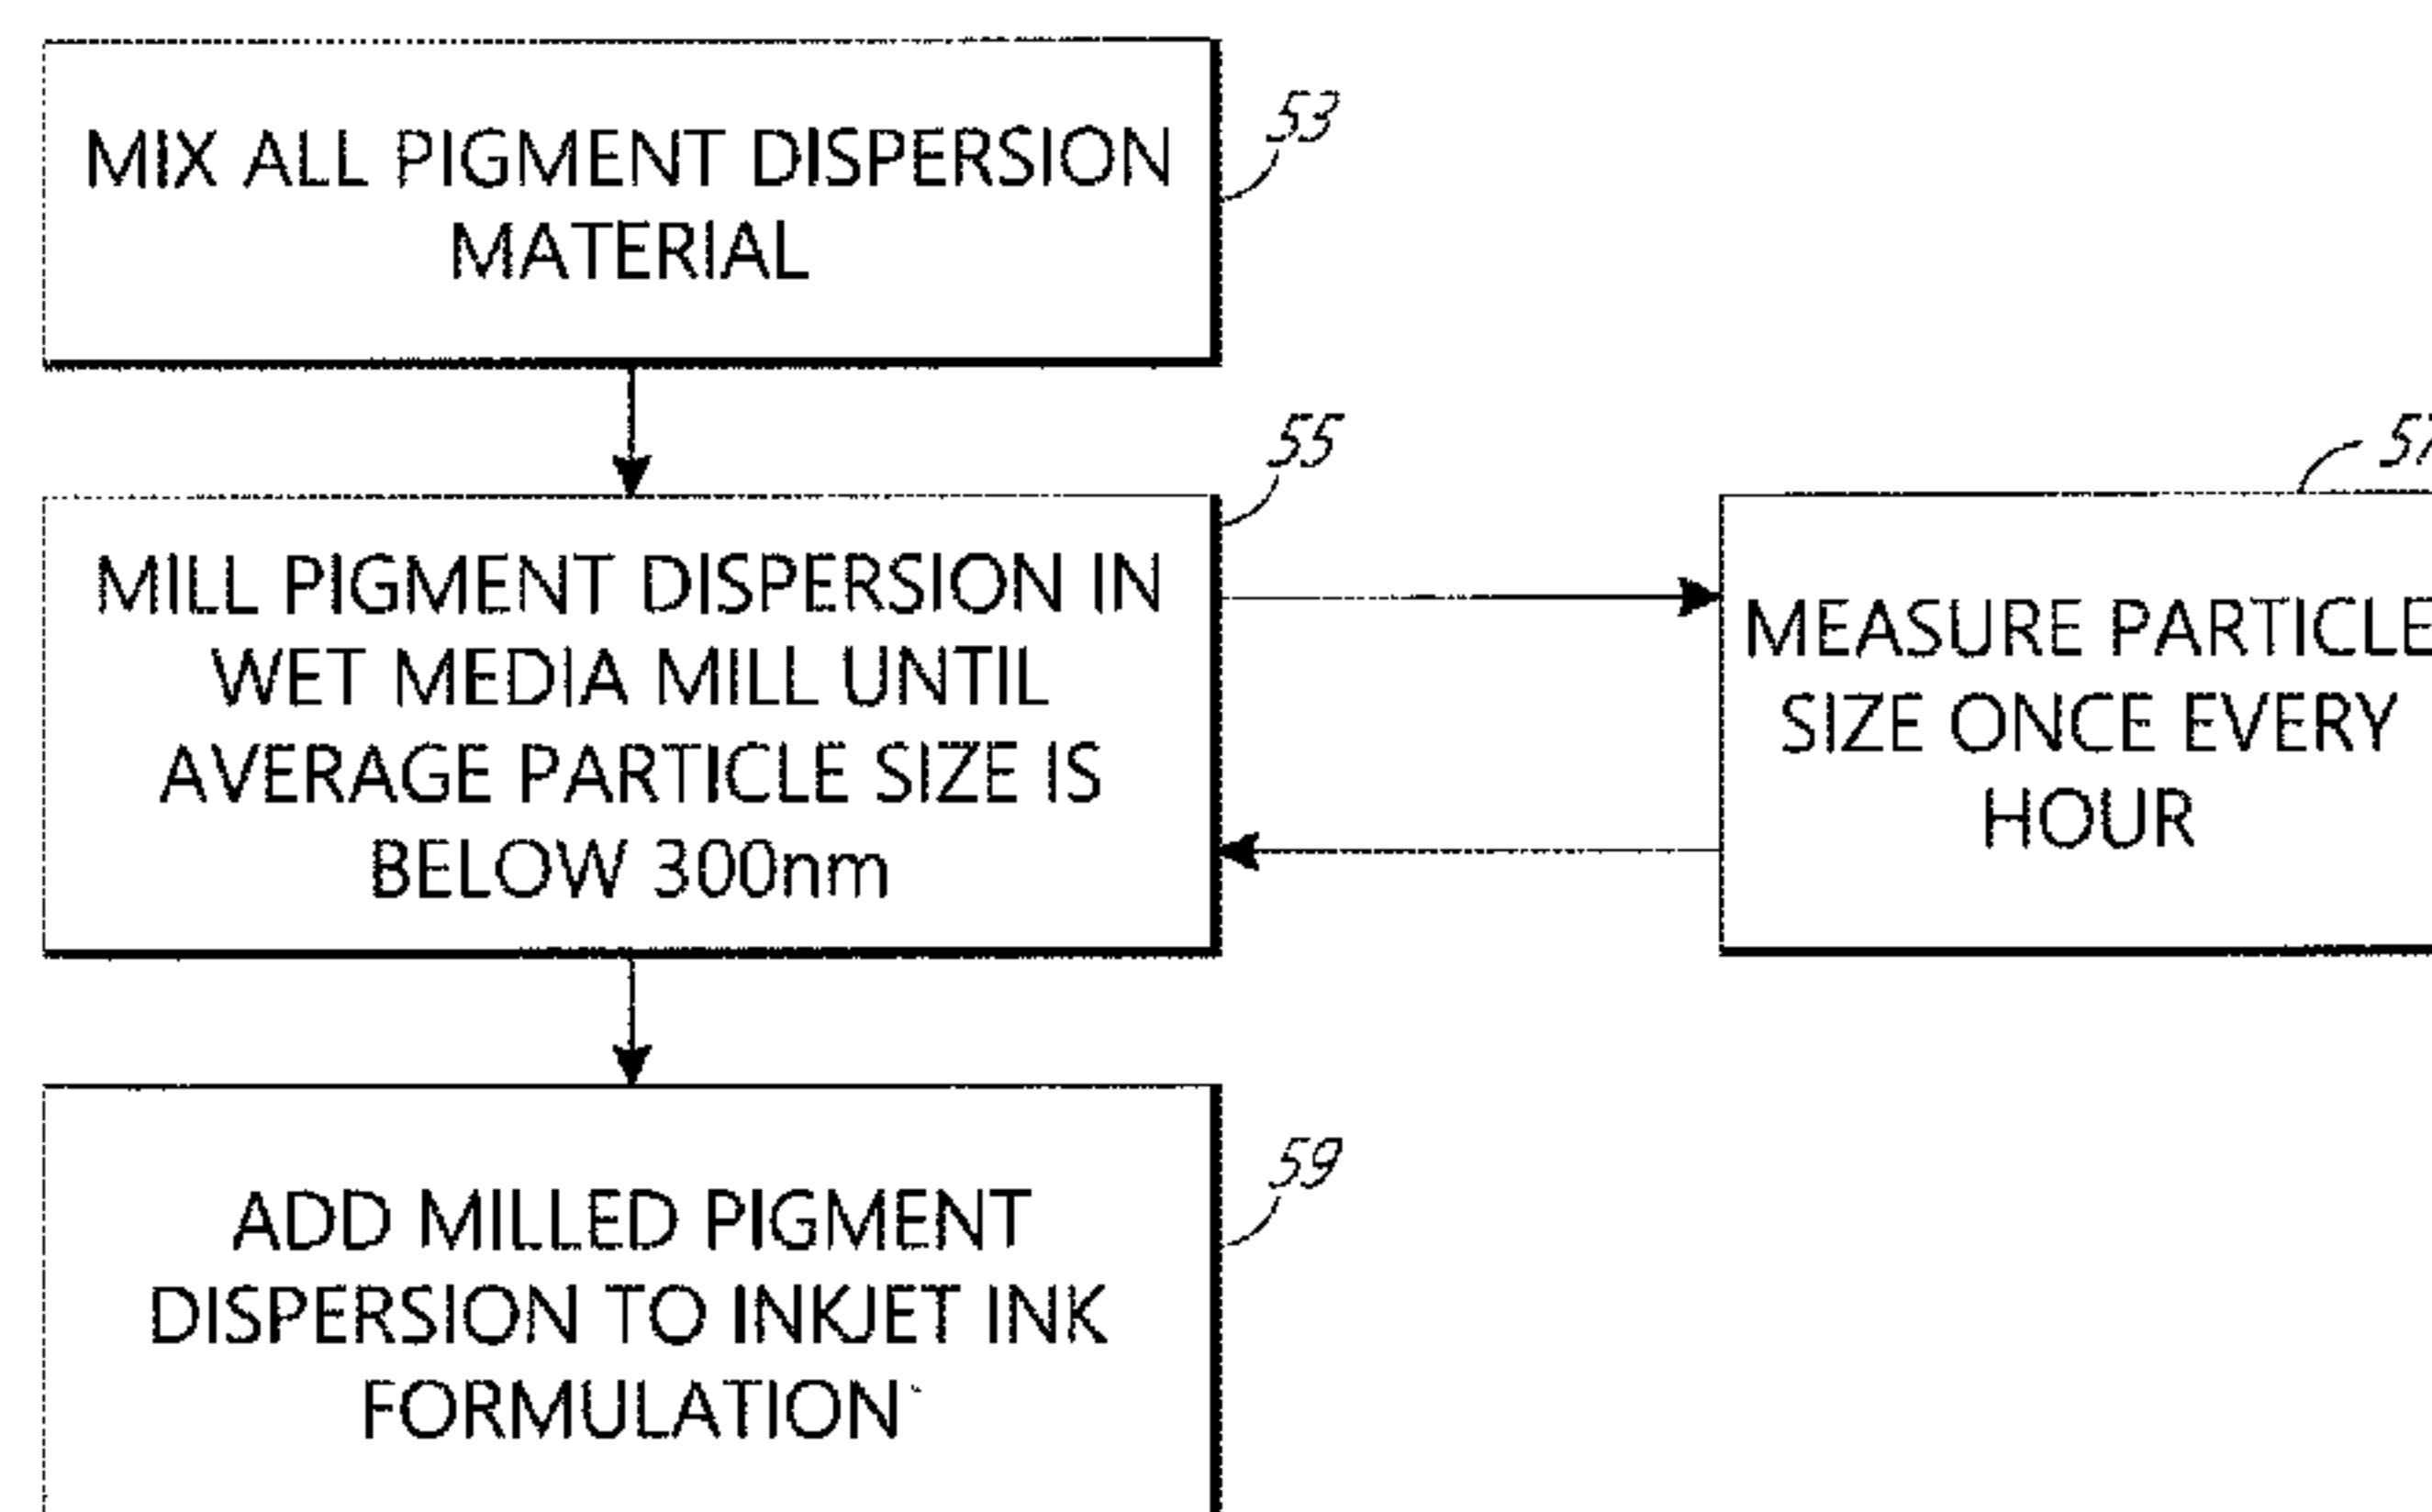 MIX ALL PIGMENT DISPERSION
MATERIAL
53
MILL PIGMENT DISPERSION IN
WET MEDIA MILL UNTIL
AVERAGE PARTICLE SIZE IS
BELOW 300nm
55
MEASURE PARTICLE
SIZE ONCE EVERY
HOUR
57
ADD MILLED PIGMENT
DISPERSION TO INKJET INK
FORMULATION
59